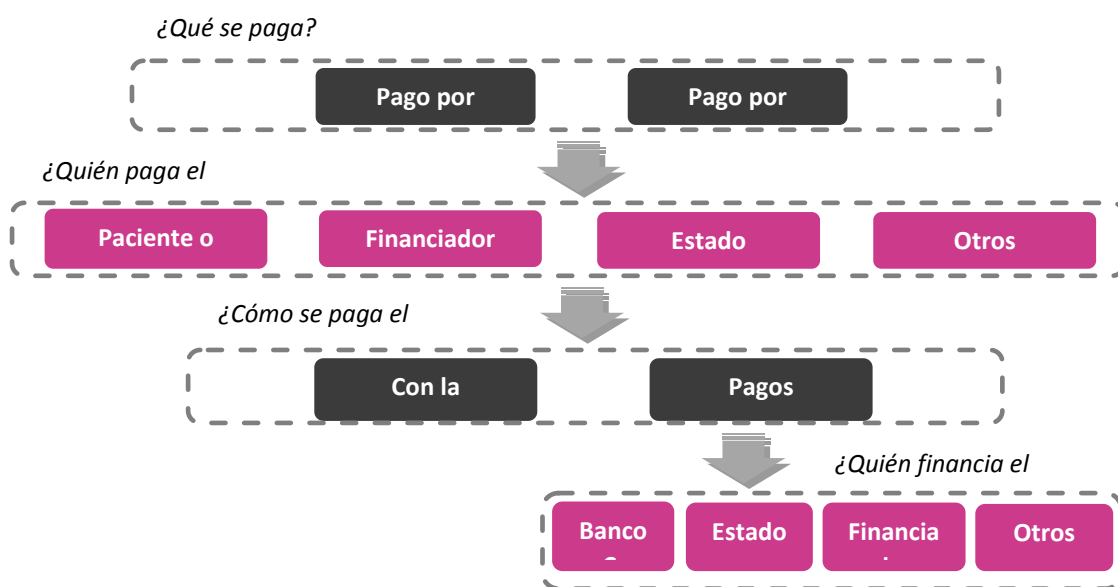 ¿Qué se paga?
Pago por
Pago por
¿Quién paga el
Paciente o
Financiador
Estado
Otros
¿Cómo se paga el
Con la
Pagos
¿Quién financia el
Banco
Estado
Financia
Otros